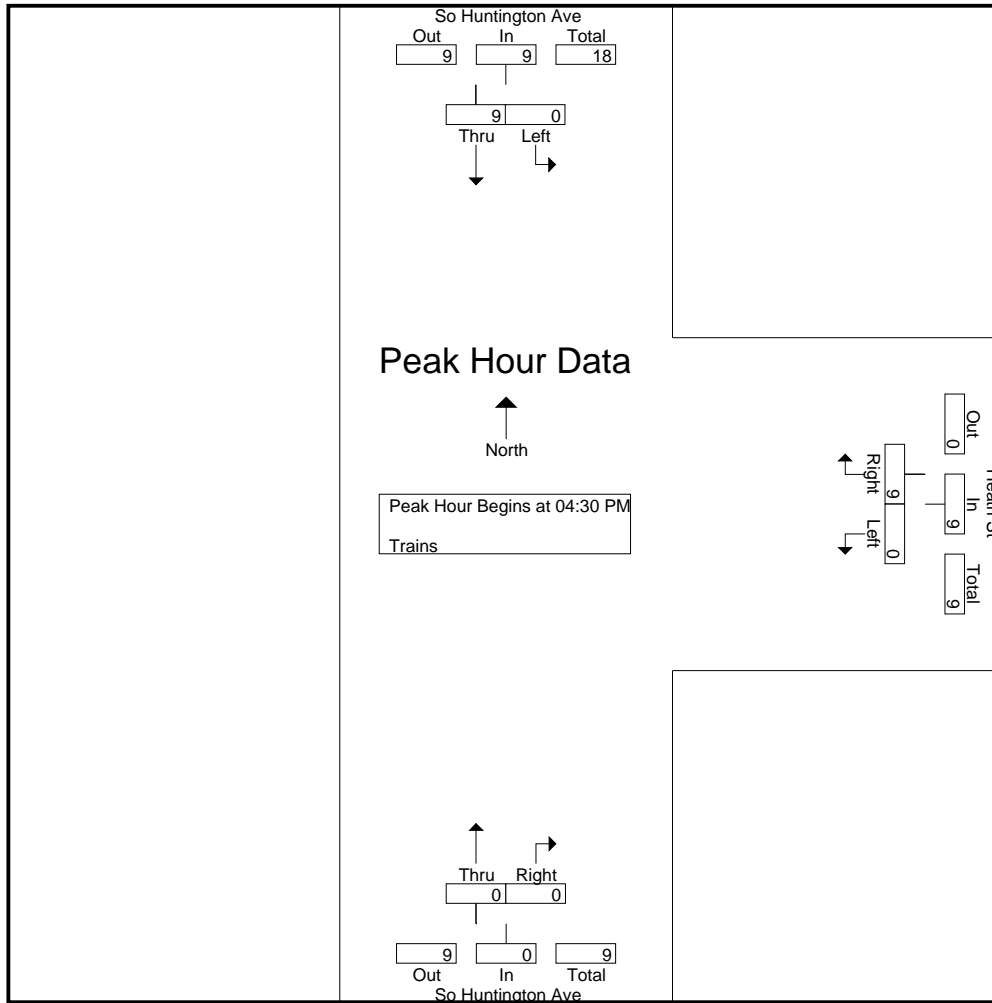 So Huntington Ave
Out In Total
9 9 18
9 0
Thru Left
Peak Hour Data
North
Peak Hour Begins at 04:30 PM
Trains
Out In Total
0 9 9
Heath St
Right Left
9 0
Thru Right
0 0
9 0 9
Out In Total
So Huntington Ave